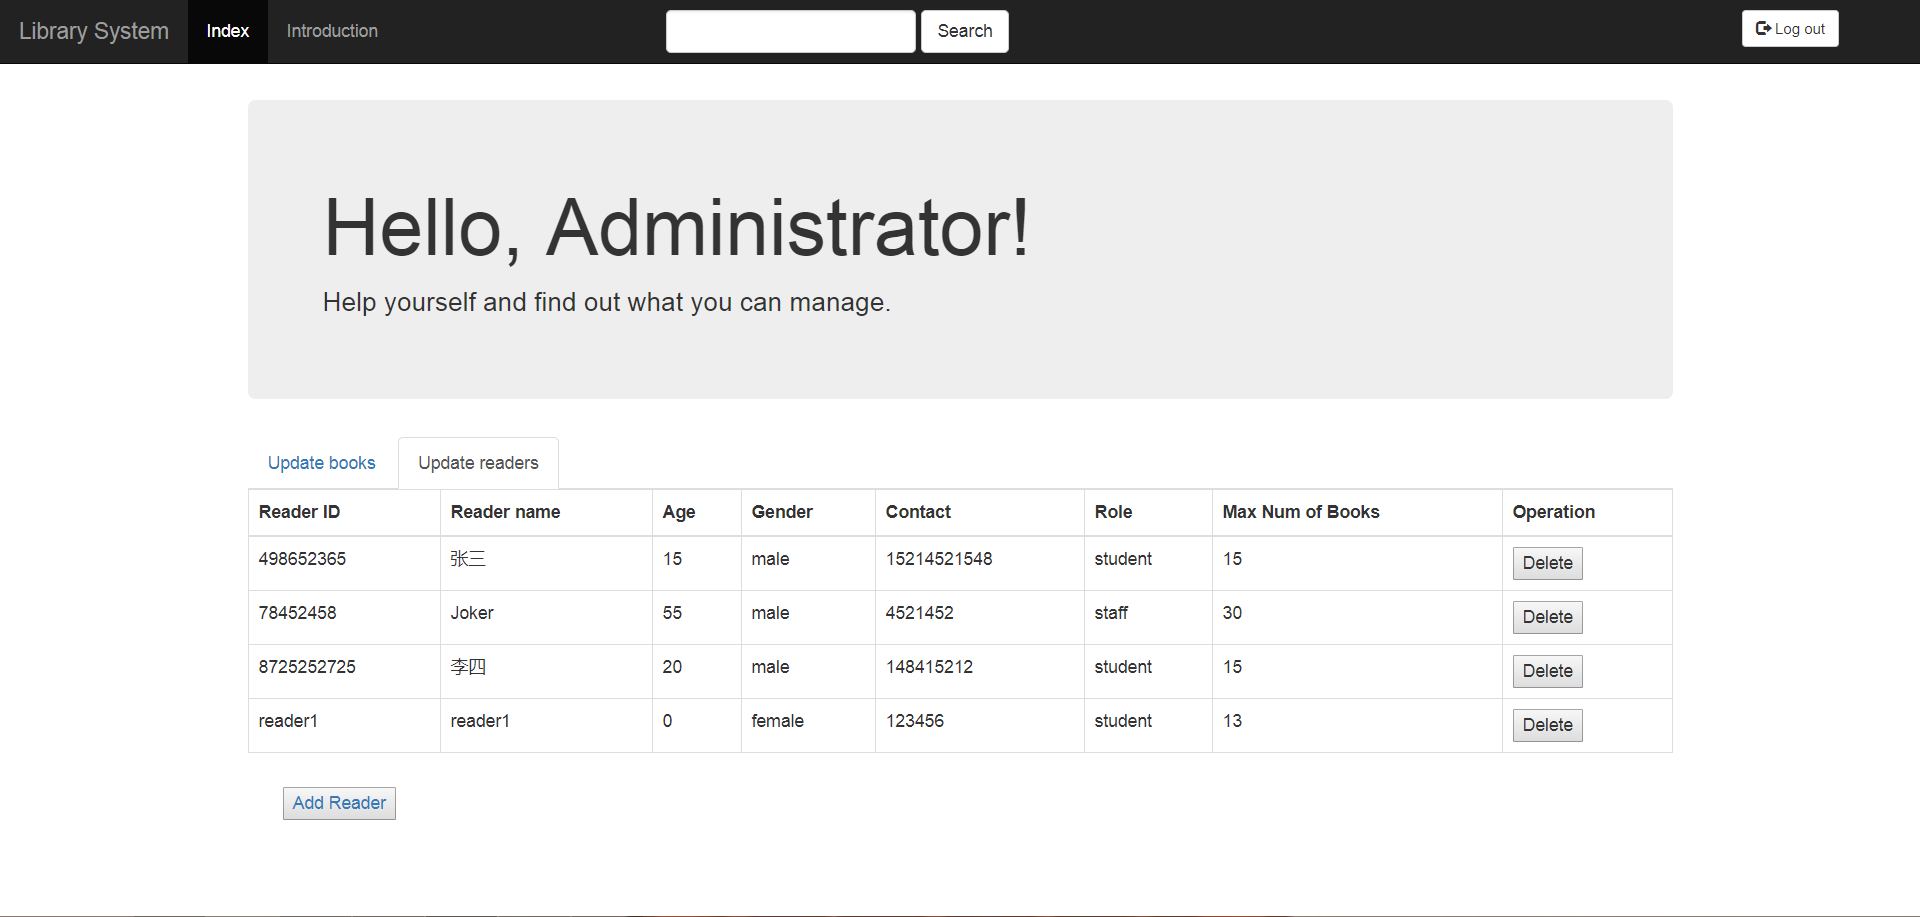 Library System Index Introduction Search Log out
Hello, Administrator!
Help yourself and find out what you can manage.
Update books Update readers
Reader ID Reader name Age Gender Contact Role Max Num of Books Operation
498652365 张三 15 male 15214521548 student 15 Delete
78452458 Joker 55 male 4521452 staff 30 Delete
8725252725 李四 20 male 148415212 student 15 Delete
reader1 reader1 0 female 123456 student 13 Delete
Add Reader